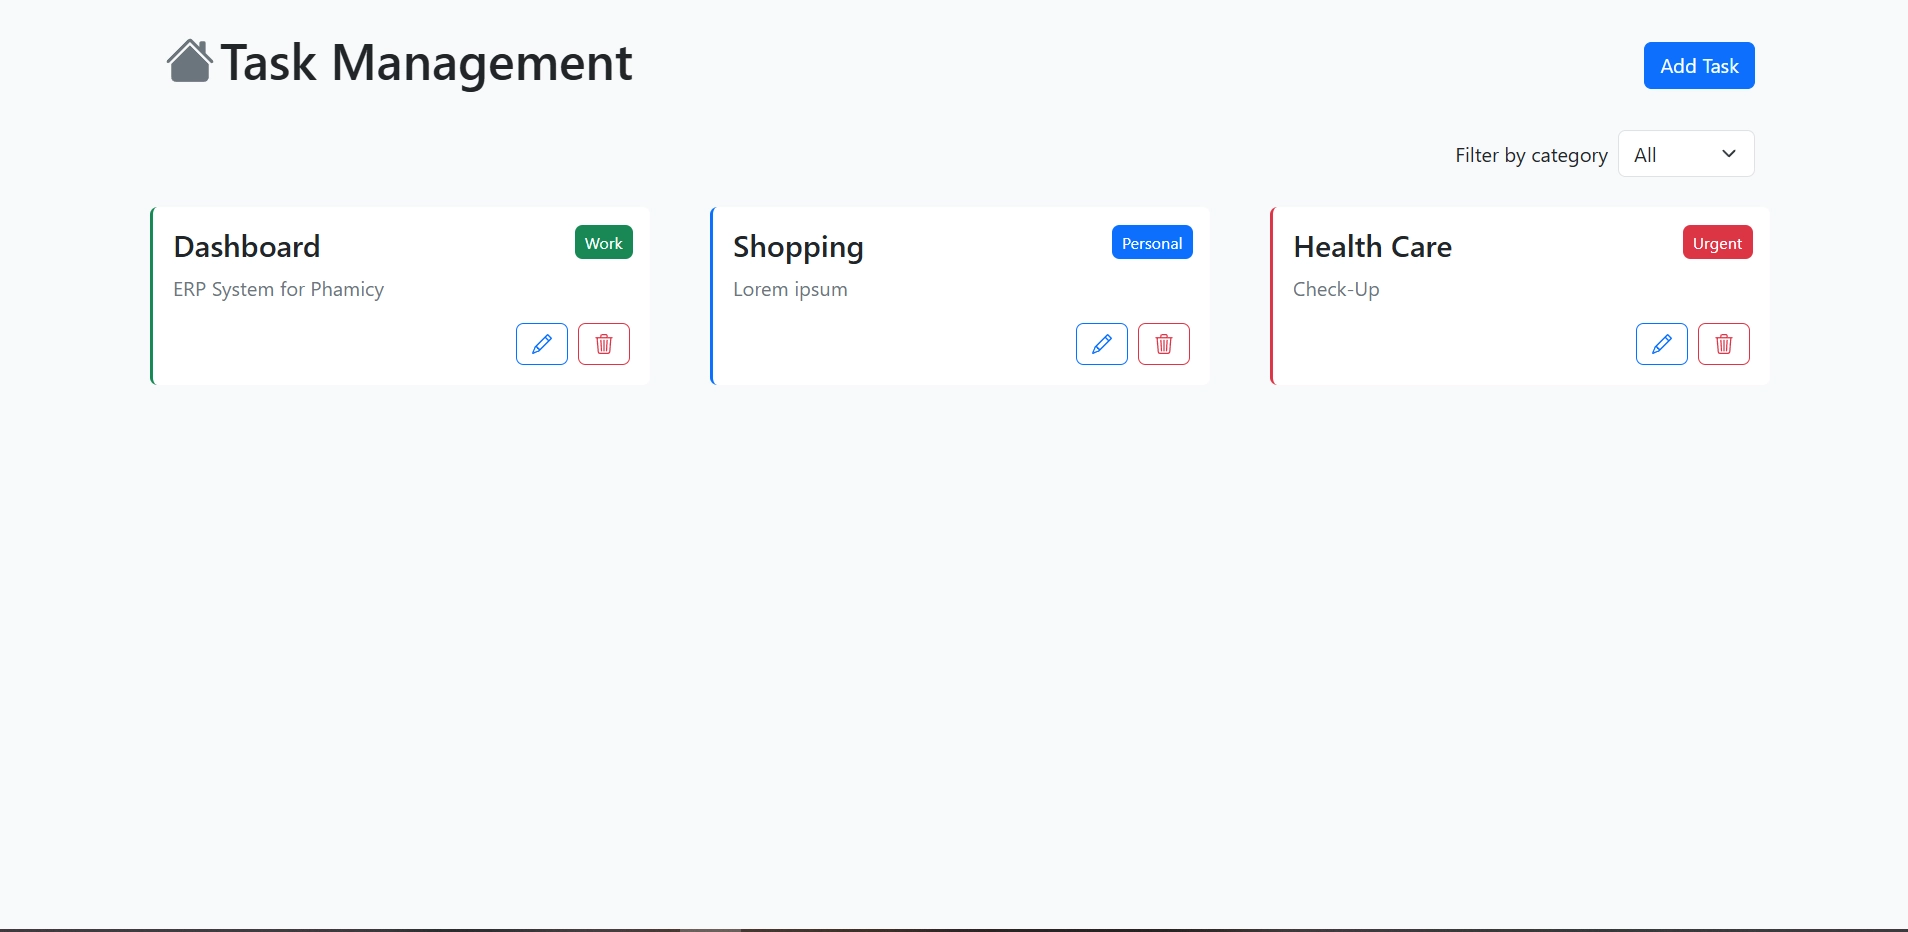 Task Management
Add Task
Filter by category All
Dashboard Work
ERP System for Phamicy
Shopping Personal
Lorem ipsum
Health Care Urgent
Check-Up